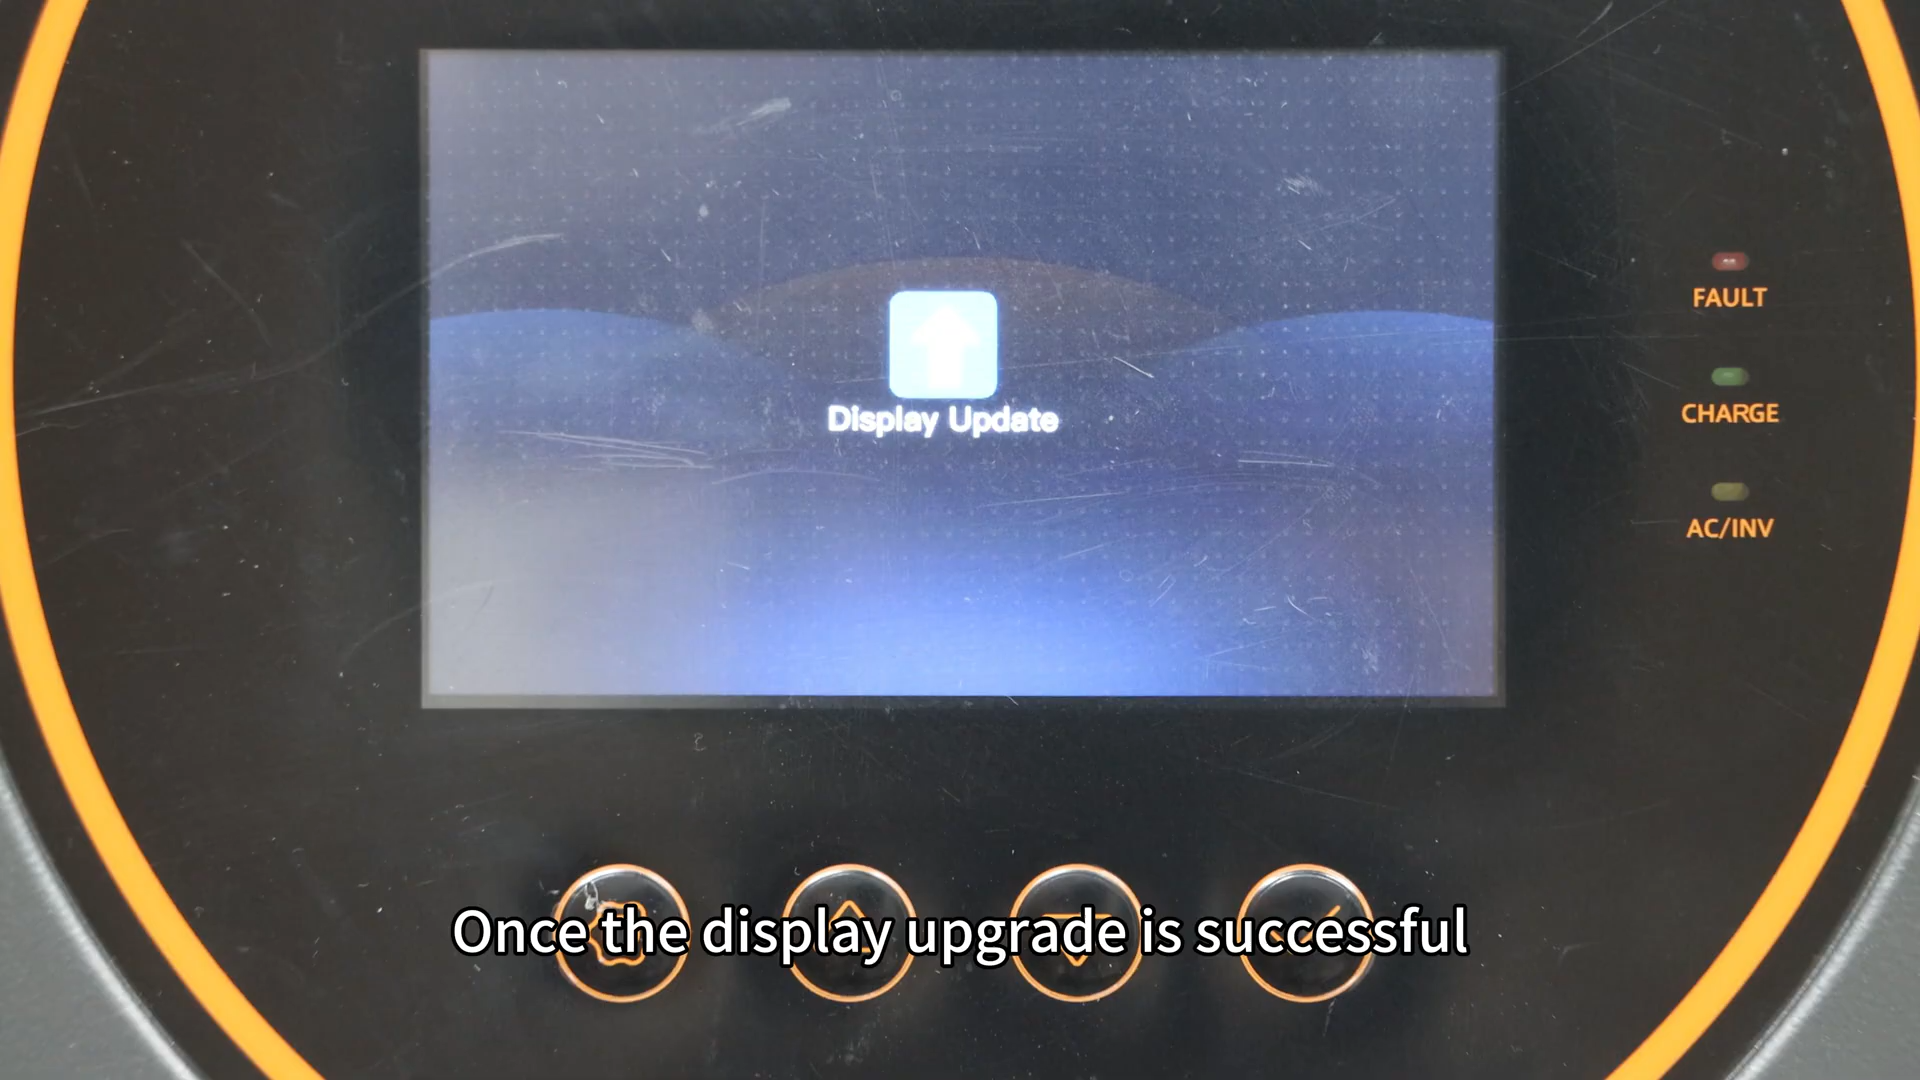 Display Update
FAULT
CHARGE
AC/INV
Once the display upgrade is successful